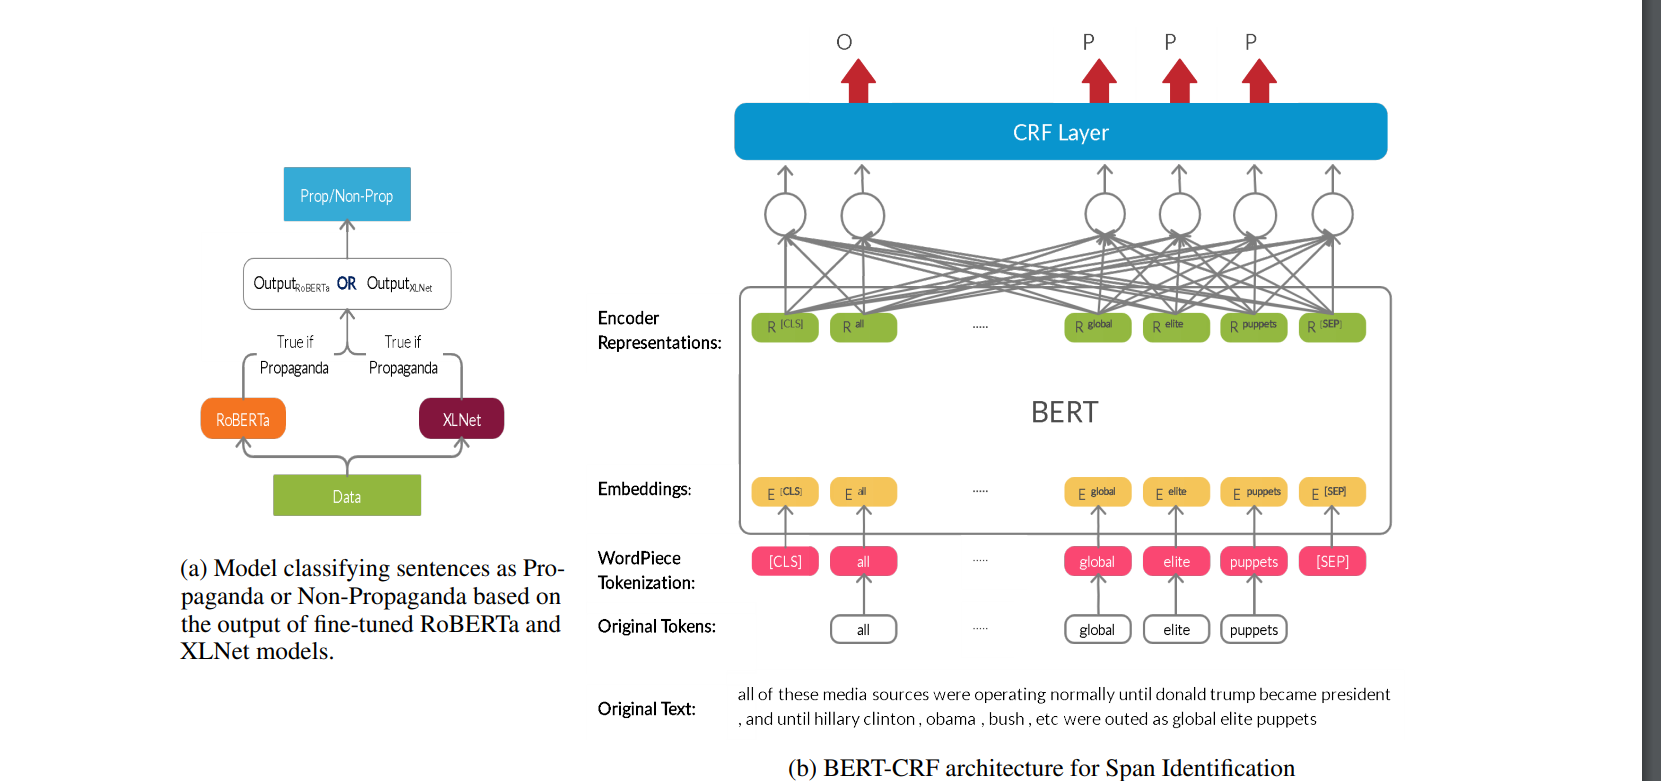 Prop/Non-Prop
OutputRoBERTa OR OutputXLNet
True if
Propaganda
True if
Propaganda
RoBERTa
XLNet
Data
(a) Model classifying sentences as Pro-
paganda or Non-Propaganda based on
the output of fine-tuned RoBERTa and
XLNet models.
O P P P
CRF Layer
Encoder
Representations:
R [CLS] R all ..... R global R elite R puppets R [SEP]
BERT
Embeddings:
E [CLS] E all ..... E global E elite E puppets E [SEP]
WordPiece
Tokenization:
[CLS] all ..... global elite puppets [SEP]
Original Tokens:
all ..... global elite puppets
Original Text:
all of these media sources were operating normally until donald trump became president
, and until hillary clinton , obama , bush , etc were outed as global elite puppets
(b) BERT-CRF architecture for Span Identification